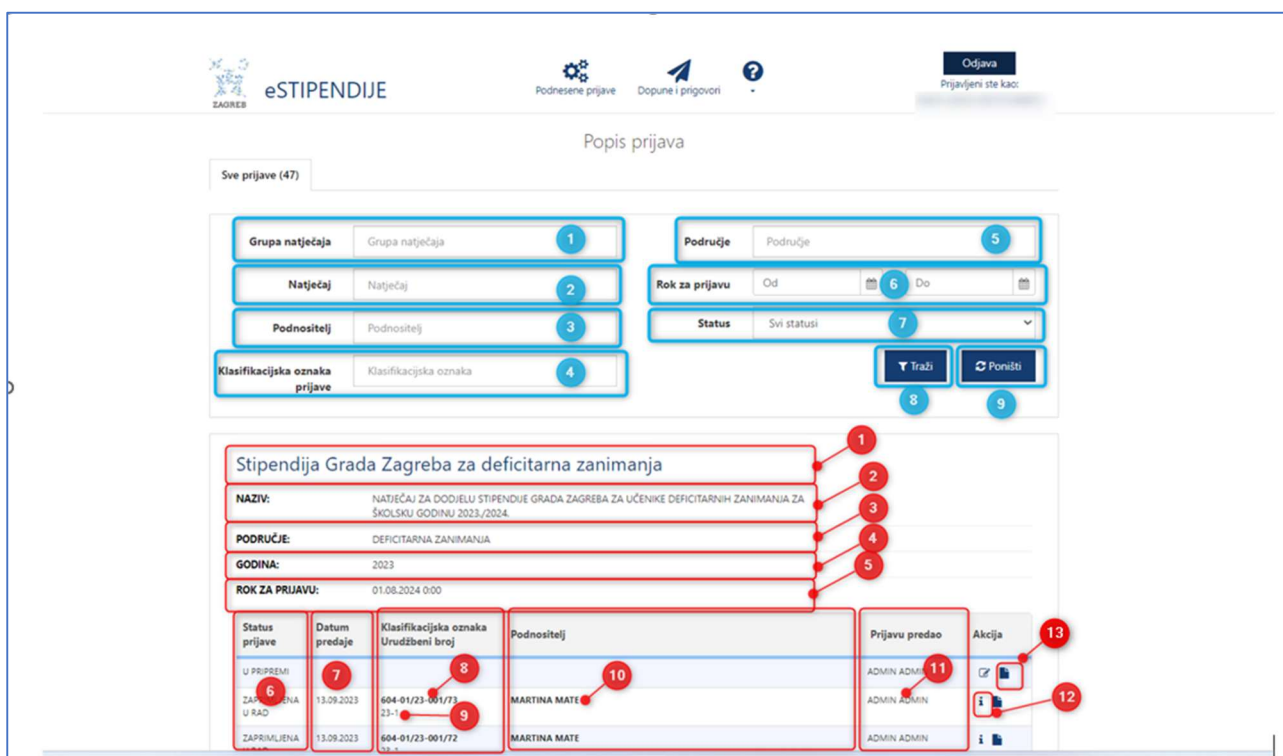 Odjava
ZAGREB
eSTIPENDIJE
Podnesene prijave
Dopune i prigovori
?
Prijavljeni ste kao:
Popis prijava
Sve prijave (47)
Grupa natječaja Grupa natječaja 1
Područje Područje 5
Natječaj Natječaj 2
Rok za prijavu Od 6 Do
Podnositelj Podnositelj 3
Status Svi statusi 7
Klasifikacijska oznaka
prijave
Klasifikacijska oznaka 4
Traži Poništi
8 9
1
Stipendija Grada Zagreba za deficitarna zanimanja
2
NAZIV: NATJEČAJ ZA DODJELU STIPENDIJE GRADA ZAGREBA ZA UČENIKE DEFICITARNIH ZANIMANJA ZA
ŠKOLSKU GODINU 2023./2024.
3
PODRUČJE: DEFICITARNA ZANIMANJA
4
GODINA: 2023
5
ROK ZA PRIJAVU: 01.08.2024 0:00
Status
prijave
Datum
predaje
Klasifikacijska oznaka
Urudžbeni broj
Podnositelj
Prijavu predao
Akcija
13
U PRIPREMI ADMIN ADMIN
6 7 8 10 11
ZAPRIMLJENA
U RAD
13.09.2023
604-01/23-001/73
23-1
9
MARTINA MATE
ADMIN ADMIN
i
12
ZAPRIMLJENA
13.09.2023
604-01/23-001/72
MARTINA MATE
ADMIN ADMIN
i